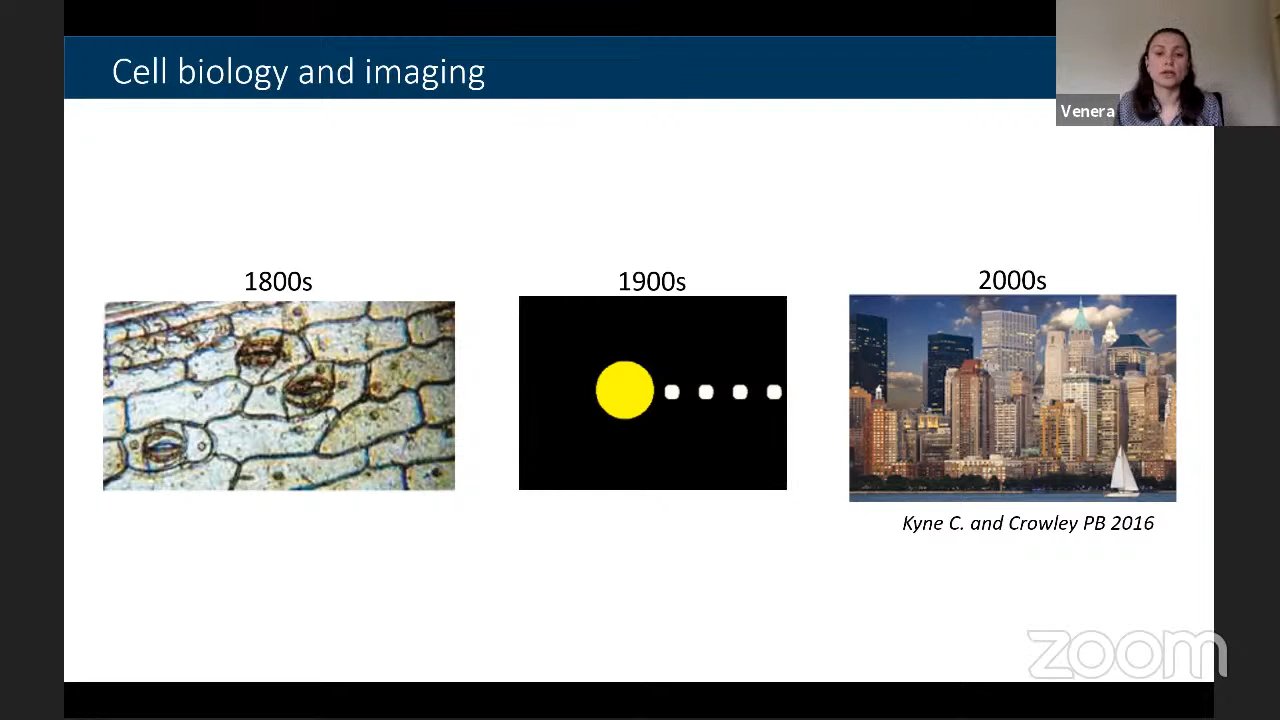 Cell biology and imaging
Venera
1800s
1900s
2000s
Kyne C. and Crowley PB 2016
zoom